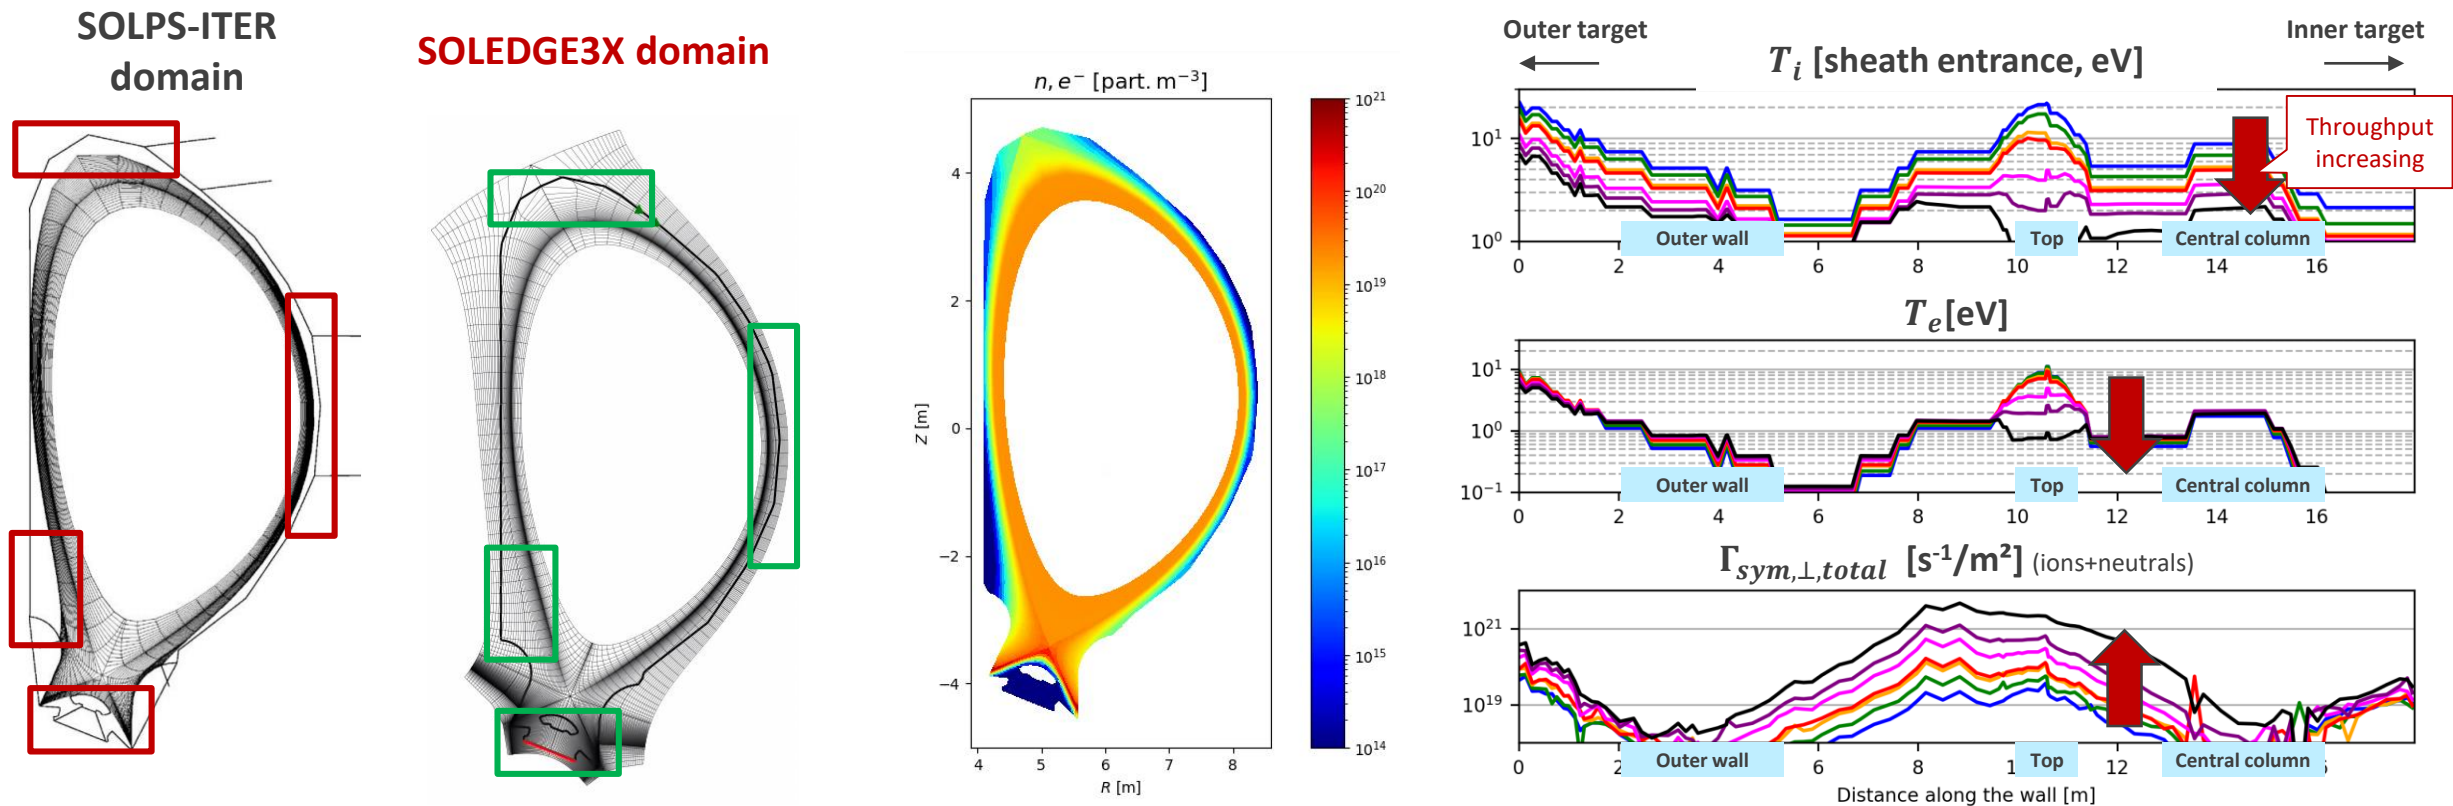 SOLPS-ITER
domain
SOLEDGE3X domain
n, e⁻ [part. m⁻³]
10²¹
10²⁰
10¹⁹
10¹⁸
10¹⁷
10¹⁶
10¹⁵
10¹⁴
4
2
0
−2
−4
Z [m]
4 5 6 7 8
R [m]
Outer target
Inner target
Tᵢ [sheath entrance, eV]
Throughput
increasing
10¹
10⁰
Outer wall
Top
Central column
0 2 4 6 8 10 12 14 16
Tₑ[eV]
10¹
10⁰
10⁻¹
Outer wall
Top
Central column
0 2 4 6 8 10 12 14 16
Γsym,⊥,total [s⁻¹/m²] (ions+neutrals)
10²¹
10¹⁹
Outer wall
Top
Central column
0 2 6 8 12 6
Distance along the wall [m]